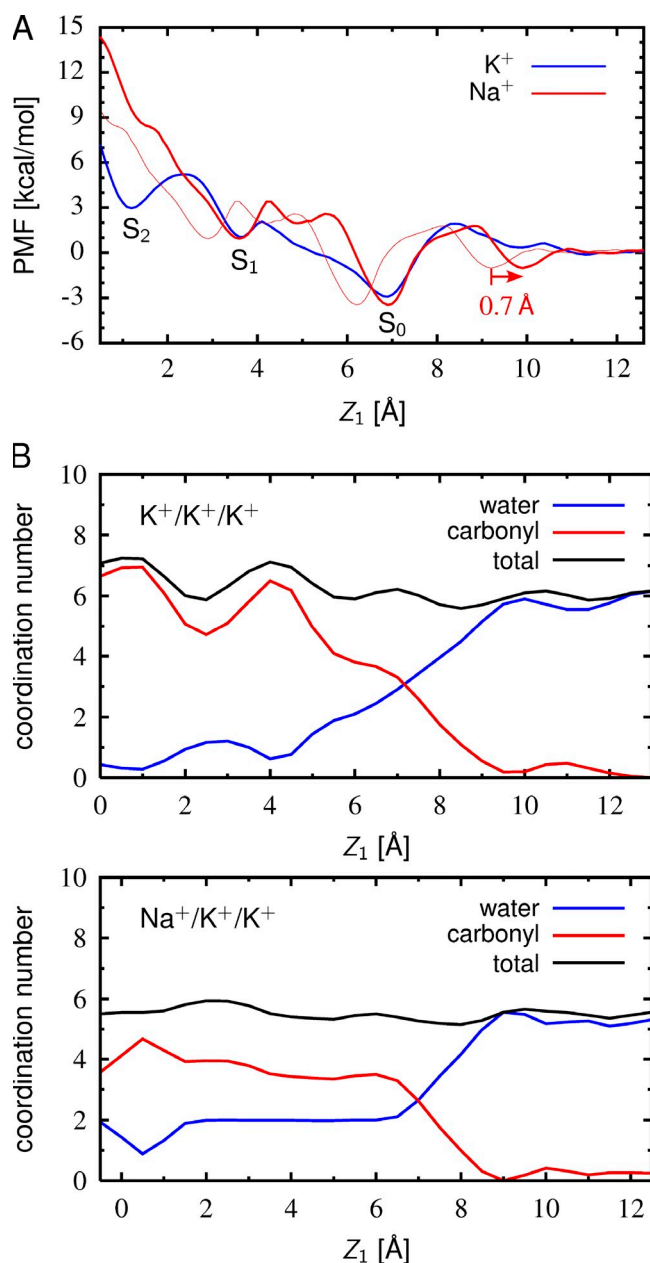 A
15
12
9
6
3
0
-3
-6
PMF [kcal/mol]
K⁺
Na⁺
S₂
S₁
S₀
0.7 Å
2 4 6 8 10 12
Z₁ [Å]
B
10
8
6
4
2
0
coordination number
K⁺/K⁺/K⁺
water
carbonyl
total
0 2 4 6 8 10 12
Z₁ [Å]
10
8
6
4
2
0
coordination number
Na⁺/K⁺/K⁺
water
carbonyl
total
0 2 4 6 8 10 12
Z₁ [Å]